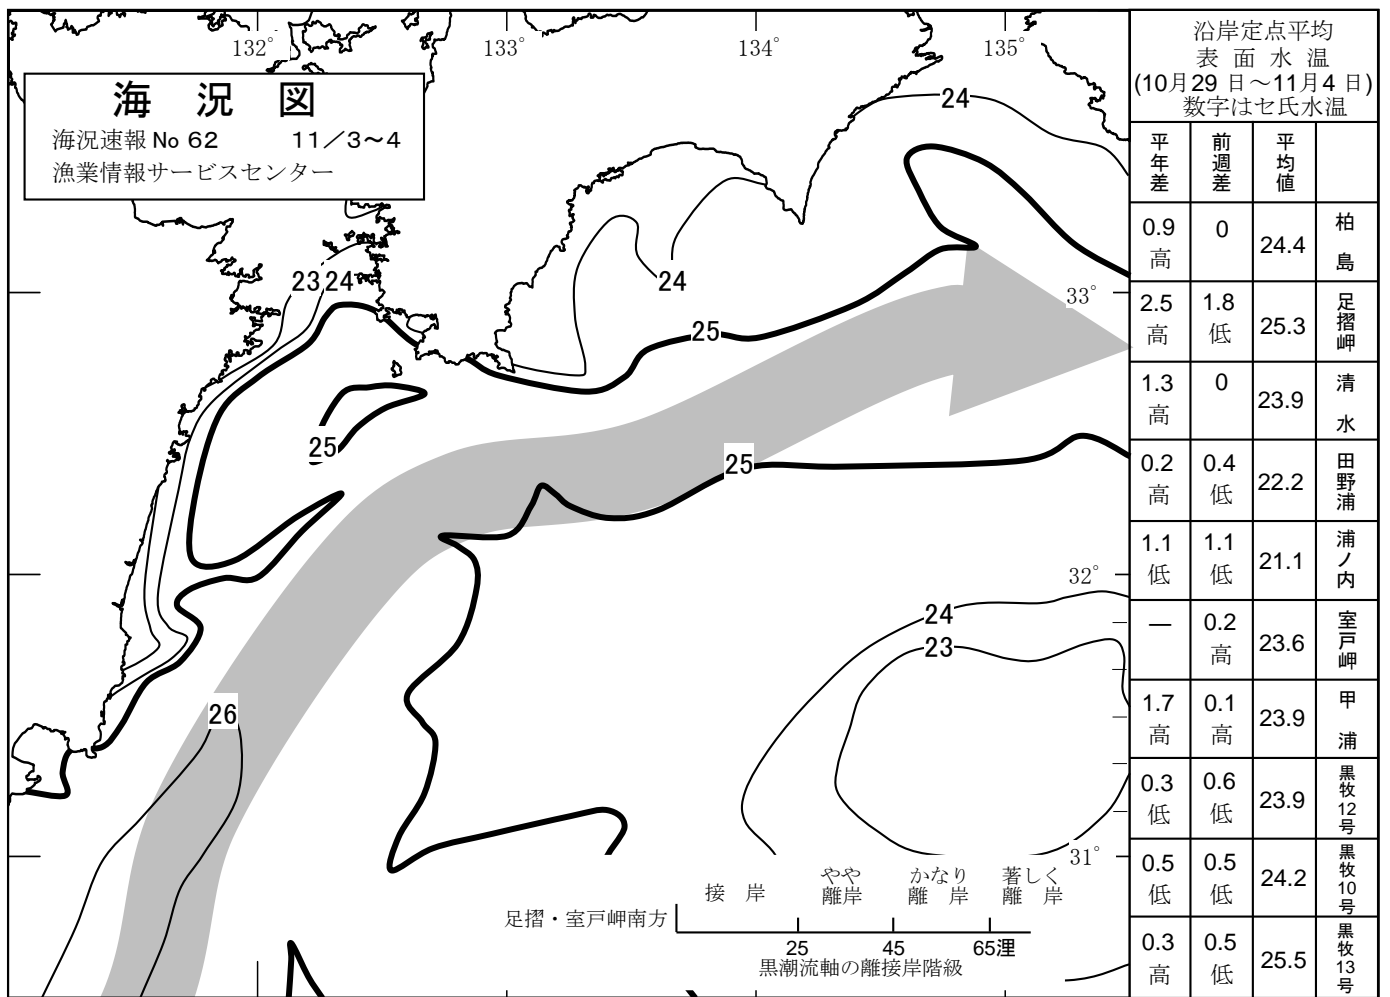 海 況 図
海況速報 No 62 11／3～4
漁業情報サービスセンター
132° 133° 134° 135°
24
23 24
24
33°
25
25
25
32°
24
23
26
31°
接 岸 やや離岸 かなり離岸 著しく離岸
足摺・室戸岬南方
25 45 65浬
黒潮流軸の離接岸階級
沿岸定点平均
表 面 水 温
(10月29 日～11月4 日)
数字はセ氏水温
平年差 前週差 平均値
0.9高 0 24.4 柏島
2.5高 1.8低 25.3 足摺岬
1.3高 0 23.9 清水
0.2高 0.4低 22.2 田野浦
1.1低 1.1低 21.1 浦ノ内
— 0.2高 23.6 室戸岬
1.7高 0.1高 23.9 甲浦
0.3低 0.6低 23.9 黒牧12号
0.5低 0.5低 24.2 黒牧10号
0.3高 0.5低 25.5 黒牧13号